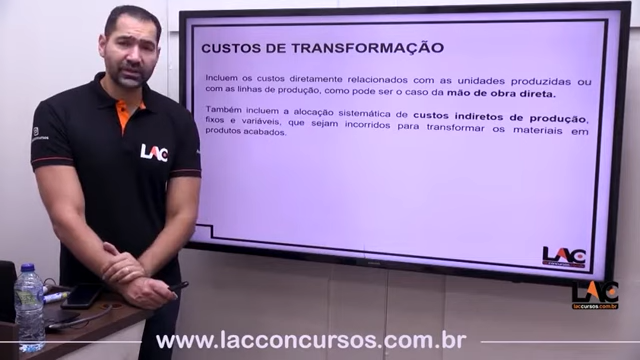 CUSTOS DE TRANSFORMAÇÃO
Incluem os custos diretamente relacionados com as unidades produzidas ou
com as linhas de produção, como pode ser o caso da mão de obra direta.
Também incluem a alocação sistemática de custos indiretos de produção,
fixos e variáveis, que sejam incorridos para transformar os materiais em
produtos acabados.
LAC
LAC
LAC
laccursos.com.br
www.lacconcursos.com.br